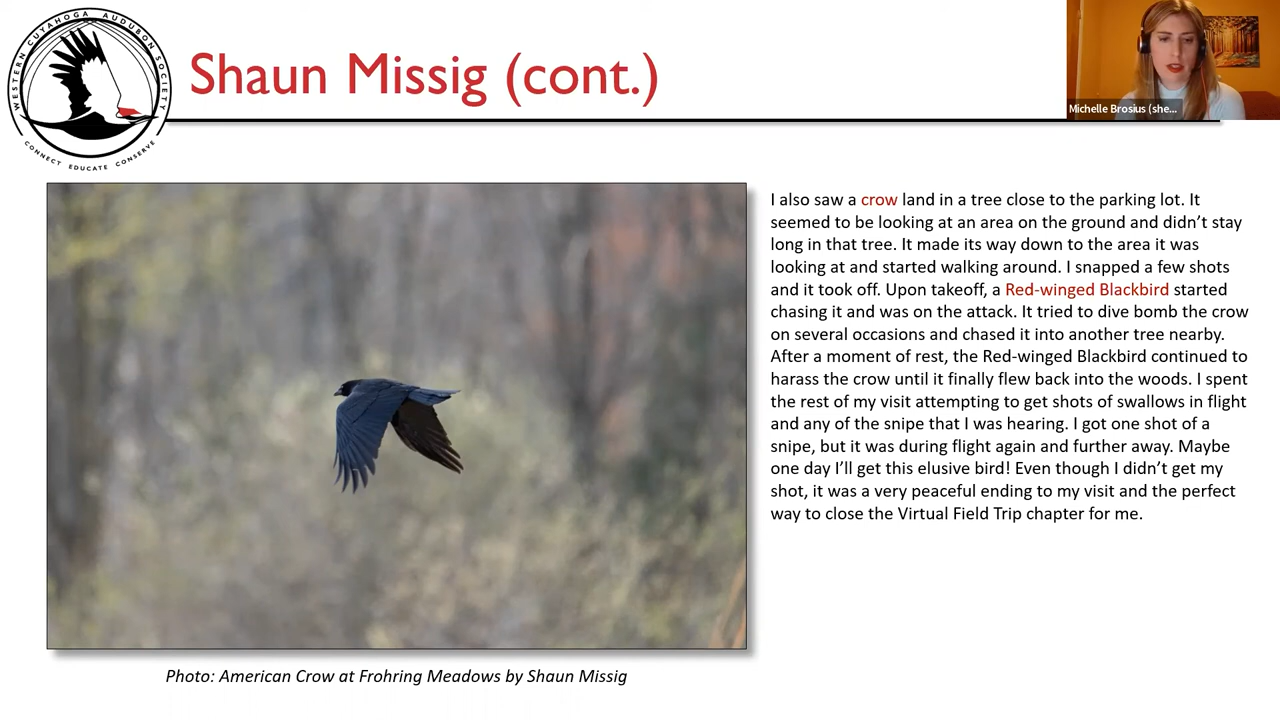 WESTERN CUYAHOGA AUDUBON SOCIETY
CONNECT EDUCATE CONSERVE
Shaun Missig (cont.)
Michelle Brosius (she...
I also saw a crow land in a tree close to the parking lot. It
seemed to be looking at an area on the ground and didn’t stay
long in that tree. It made its way down to the area it was
looking at and started walking around. I snapped a few shots
and it took off. Upon takeoff, a Red-winged Blackbird started
chasing it and was on the attack. It tried to dive bomb the crow
on several occasions and chased it into another tree nearby.
After a moment of rest, the Red-winged Blackbird continued to
harass the crow until it finally flew back into the woods. I spent
the rest of my visit attempting to get shots of swallows in flight
and any of the snipe that I was hearing. I got one shot of a
snipe, but it was during flight again and further away. Maybe
one day I’ll get this elusive bird! Even though I didn’t get my
shot, it was a very peaceful ending to my visit and the perfect
way to close the Virtual Field Trip chapter for me.
Photo: American Crow at Frohring Meadows by Shaun Missig